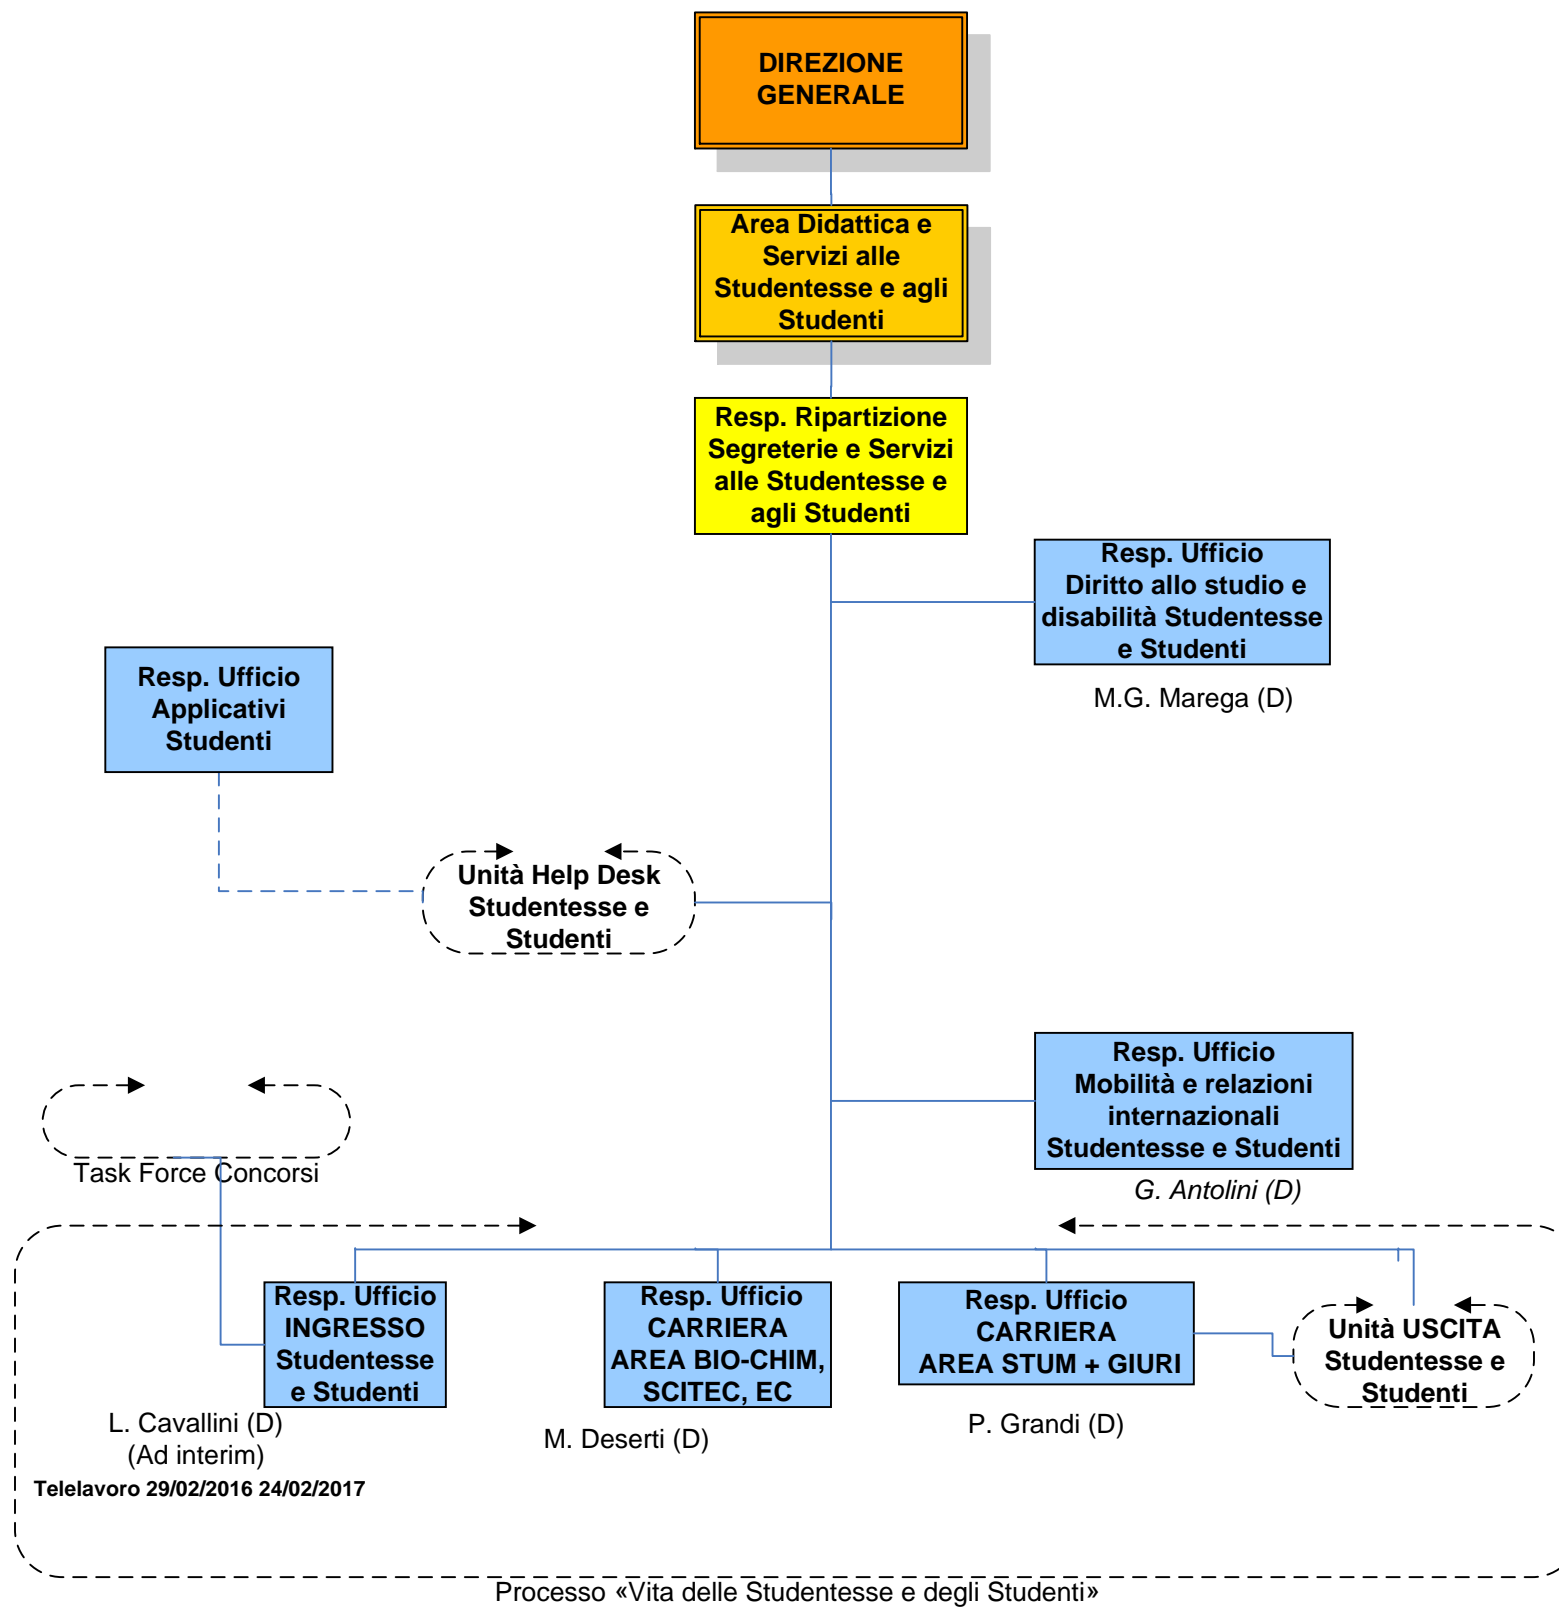 DIREZIONE
GENERALE
Area Didattica e
Servizi alle
Studentesse e agli
Studenti
Resp. Ripartizione
Segreterie e Servizi
alle Studentesse e
agli Studenti
Resp. Ufficio
Diritto allo studio e
disabilità Studentesse
e Studenti
M.G. Marega (D)
Resp. Ufficio
Applicativi
Studenti
Unità Help Desk
Studentesse e
Studenti
Resp. Ufficio
Mobilità e relazioni
internazionali
Studentesse e Studenti
G. Antolini (D)
Task Force Concorsi
Resp. Ufficio
INGRESSO
Studentesse
e Studenti
L. Cavallini (D)
(Ad interim)
Telelavoro 29/02/2016 24/02/2017
Resp. Ufficio
CARRIERA
AREA BIO-CHIM,
SCITEC, EC
M. Deserti (D)
Resp. Ufficio
CARRIERA
AREA STUM + GIURI
P. Grandi (D)
Unità USCITA
Studentesse e
Studenti
Processo «Vita delle Studentesse e degli Studenti»